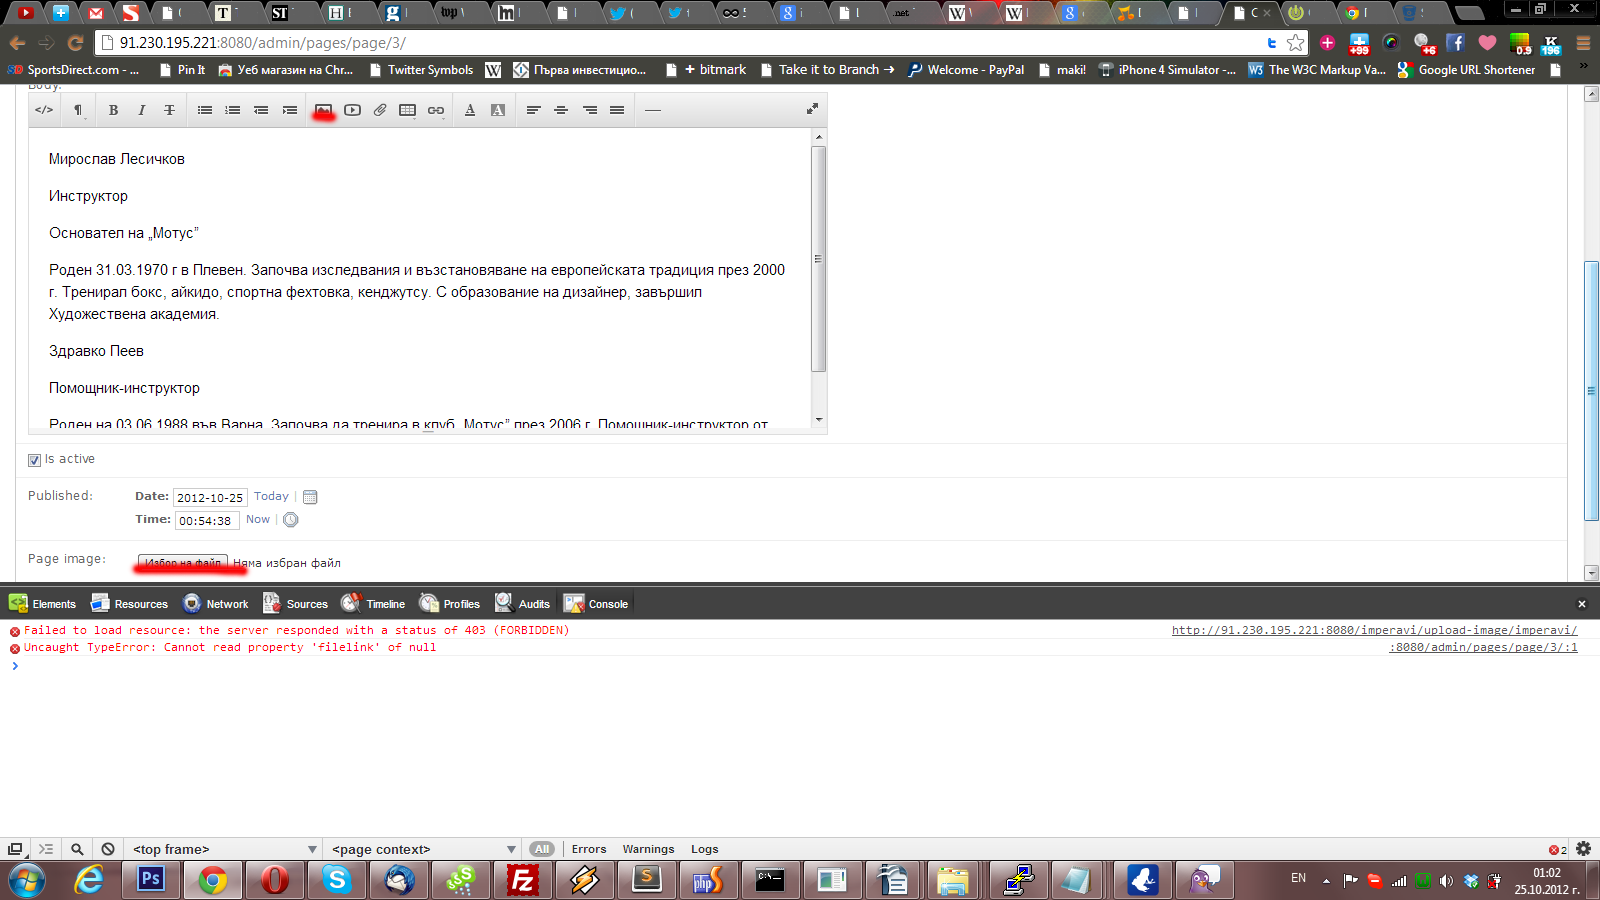 91.230.195.221:8080/admin/pages/page/3/
SportsDirect.com - ...
Pin It
Уеб магазин на Chr...
Twitter Symbols
Първа инвестицио...
+ bitmark
Take it to Branch →
Welcome - PayPal
maki!
iPhone 4 Simulator -...
The W3C Markup Va...
Google URL Shortener
»
Body:
Мирослав Лесичков
Инструктор
Основател на „Мотус”
Роден 31.03.1970 г в Плевен. Започва изследвания и възстановяване на европейската традиция през 2000
г. Тренирал бокс, айкидо, спортна фехтовка, кенджутсу. С образование на дизайнер, завършил
Художествена академия.
Здравко Пеев
Помощник-инструктор
Роден на 03.06.1988 във Варна. Започва да тренира в клуб „Мотус” през 2006 г. Помощник-инструктор от
Is active
Published:
Date: 2012-10-25 Today |
Time: 00:54:38 Now |
Page image: Избор на файл Няма избран файл
Elements Resources Network Sources Timeline Profiles Audits Console
Failed to load resource: the server responded with a status of 403 (FORBIDDEN) http://91.230.195.221:8080/imperavi/upload-image/imperavi/
Uncaught TypeError: Cannot read property 'filelink' of null :8080/admin/pages/page/3/:1
<top frame> <page context> All Errors Warnings Logs 2
EN
01:02
25.10.2012 г.